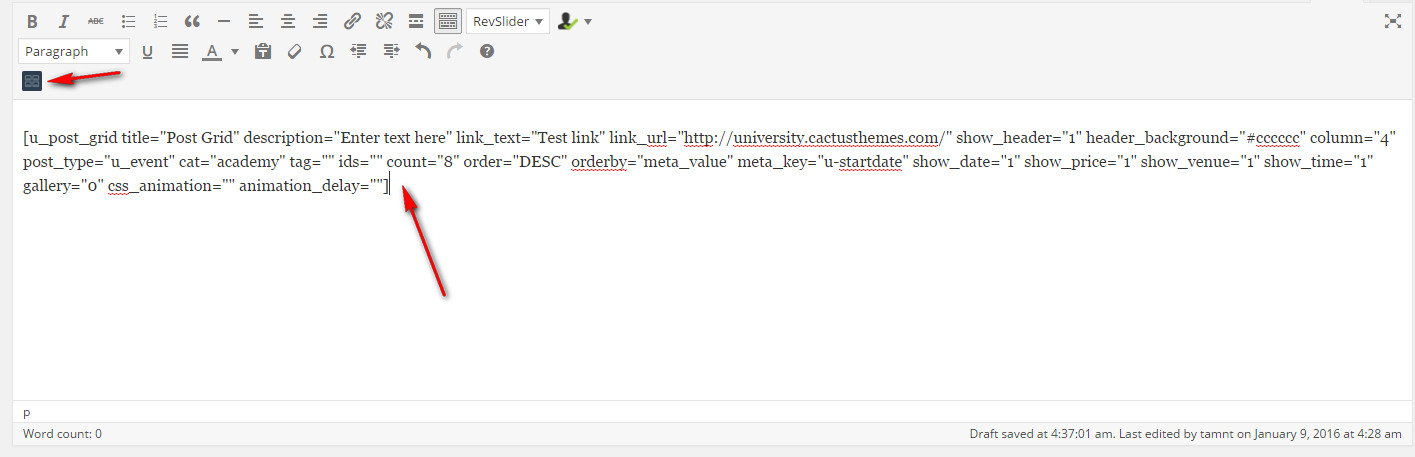 B I ABC RevSlider
Paragraph U A T Ω ?
[u_post_grid title="Post Grid" description="Enter text here" link_text="Test link" link_url="http://university.cactusthemes.com/" show_header="1" header_background="#cccccc" column="4"
post_type="u_event" cat="academy" tag="" ids="" count="8" order="DESC" orderby="meta_value" meta_key="u-startdate" show_date="1" show_price="1" show_venue="1" show_time="1"
gallery="0" css_animation="" animation_delay=""]
p
Word count: 0 Draft saved at 4:37:01 am. Last edited by tamnt on January 9, 2016 at 4:28 am